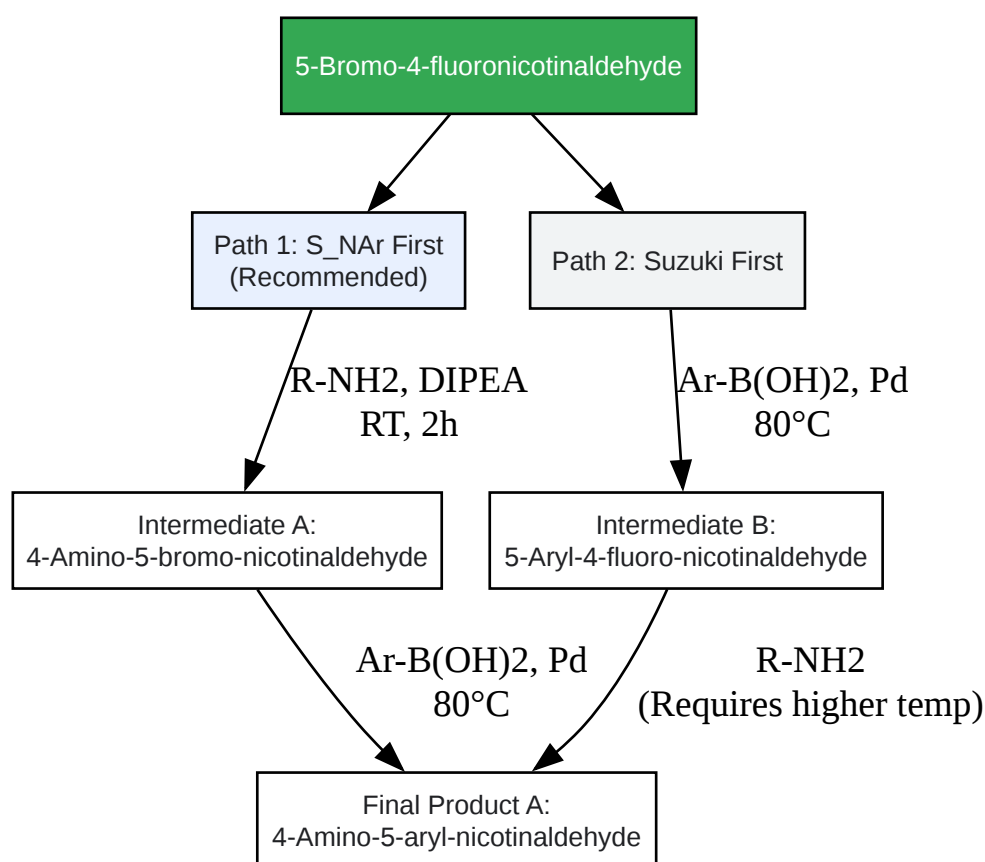 5-Bromo-4-fluoronicotinaldehyde
Path 1: S_NAr First
(Recommended)
Path 2: Suzuki First
R-NH2, DIPEA
RT, 2h
Ar-B(OH)2, Pd
80°C
Intermediate A:
4-Amino-5-bromo-nicotinaldehyde
Intermediate B:
5-Aryl-4-fluoro-nicotinaldehyde
Ar-B(OH)2, Pd
80°C
R-NH2
(Requires higher temp)
Final Product A:
4-Amino-5-aryl-nicotinaldehyde